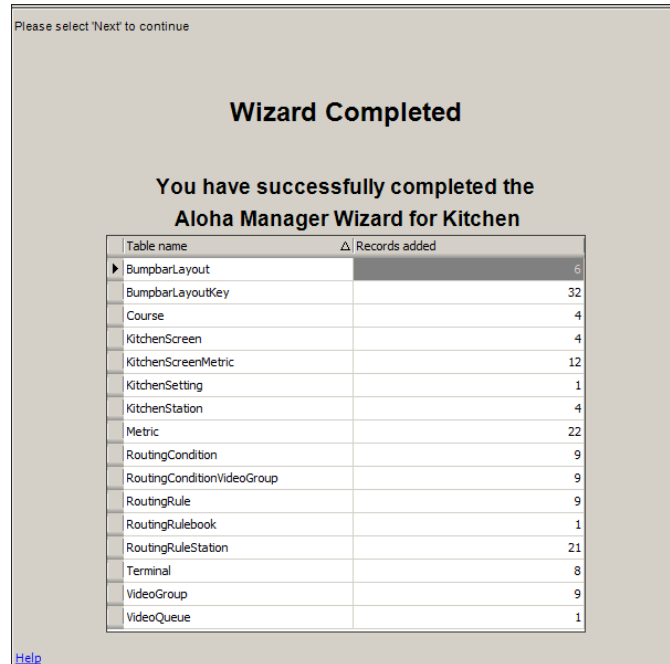 Please select 'Next' to continue
Wizard Completed
You have successfully completed the
Aloha Manager Wizard for Kitchen
Table name Records added
BumpbarLayout 6
BumpbarLayoutKey 32
Course 4
KitchenScreen 4
KitchenScreenMetric 12
KitchenSetting 1
KitchenStation 4
Metric 22
RoutingCondition 9
RoutingConditionVideoGroup 9
RoutingRule 9
RoutingRulebook 1
RoutingRuleStation 21
Terminal 8
VideoGroup 9
VideoQueue 1
Help